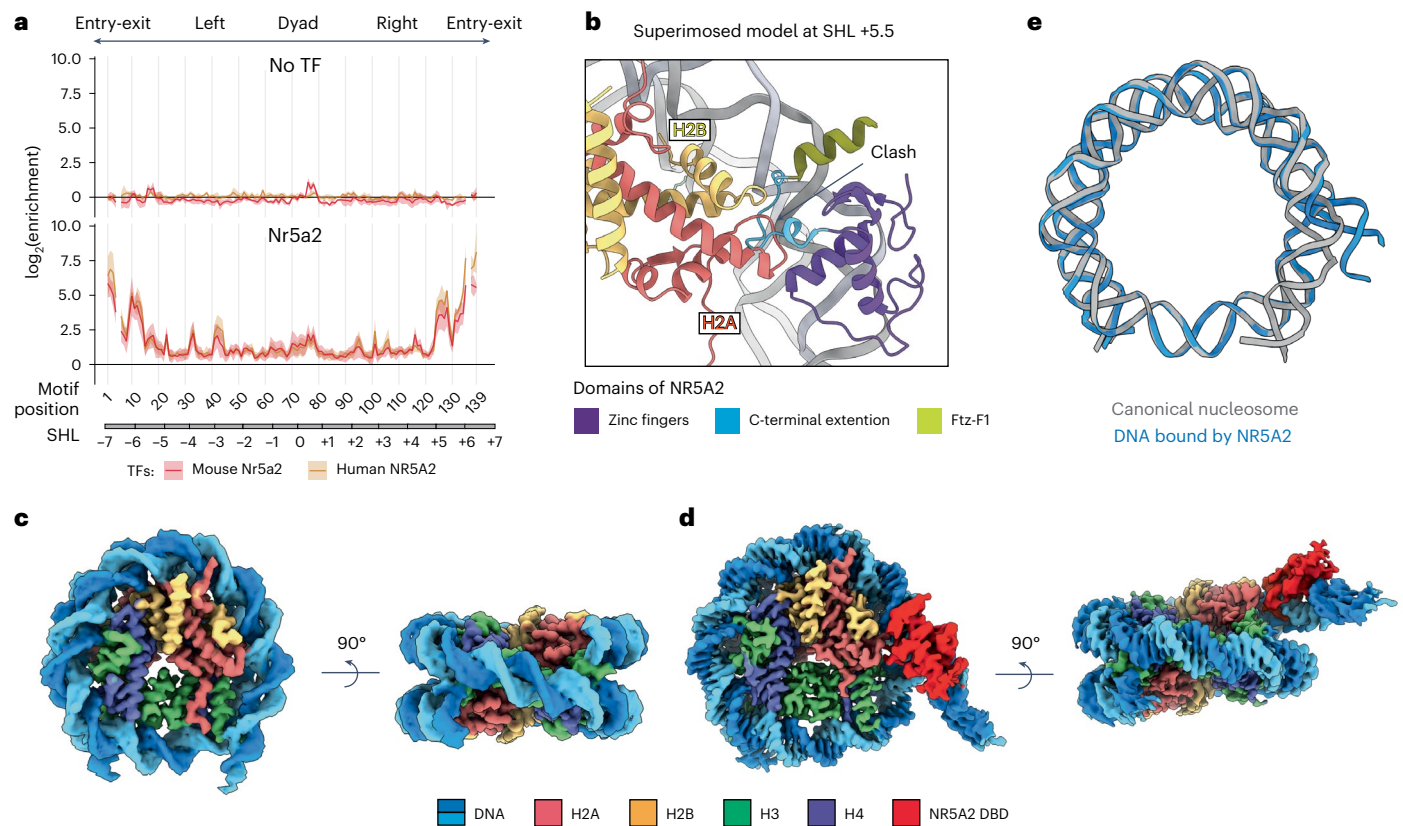 a
Entry-exit Left Dyad Right Entry-exit
No TF
10.0
7.5
5.0
2.5
0
Nr5a2
10.0
7.5
5.0
2.5
0
log2(enrichment)
Motif position
1 10 20 30 40 50 60 70 80 90 100 110 120 130 139
SHL
−7 −6 −5 −4 −3 −2 −1 0 +1 +2 +3 +4 +5 +6 +7
TFs: Mouse Nr5a2 Human NR5A2
b
Superimosed model at SHL +5.5
H2B
Clash
H2A
Domains of NR5A2
Zinc fingers C-terminal extention Ftz-F1
e
Canonical nucleosome
DNA bound by NR5A2
c
90°
d
90°
DNA H2A H2B H3 H4 NR5A2 DBD